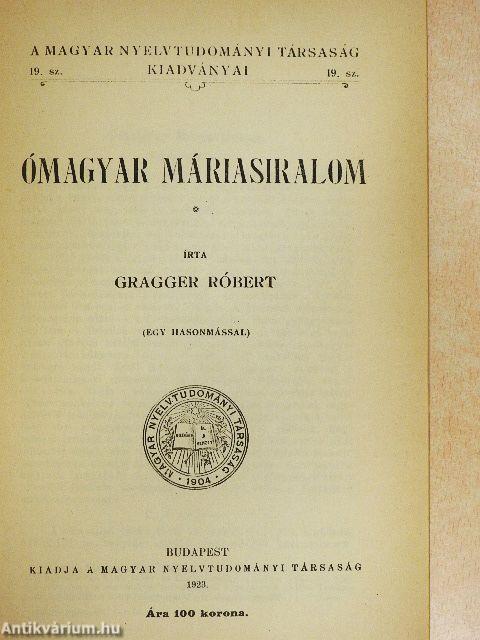 A MAGYAR NYELVTUDOMÁNYI TÁRSASÁG
19. sz. KIADVÁNYAI 19. sz.
ÓMAGYAR MÁRIASIRALOM
ÍRTA
GRAGGER RÓBERT
(EGY HASONMÁSSAL)
MAGYAR NYELVTUDOMÁNYI TÁRSASÁG
1904
BUDAPEST
KIADJA A MAGYAR NYELVTUDOMÁNYI TÁRSASÁG
1923.
Ára 100 korona.
Antikvárium.hu